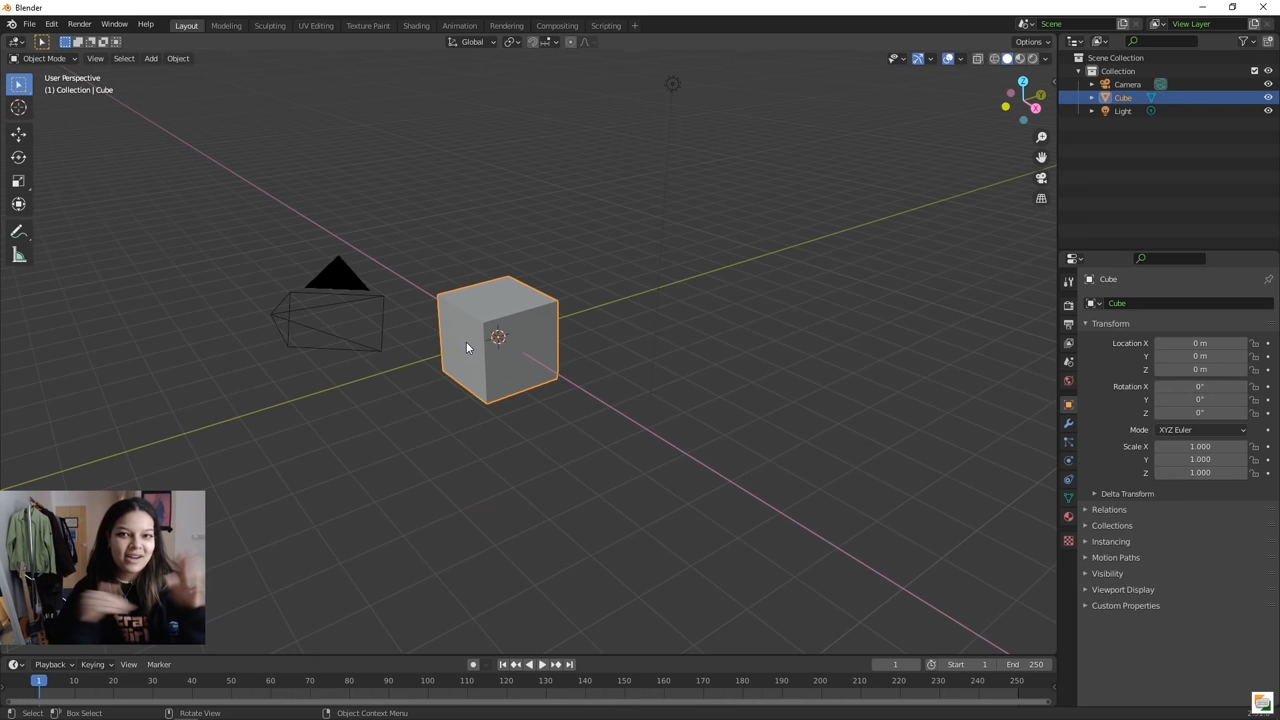 Blender
File Edit Render Window Help Layout Modeling Sculpting UV Editing Texture Paint Shading Animation Rendering Compositing Scripting + Scene View Layer
Global Options
Object Mode View Select Add Object
User Perspective
(1) Collection | Cube
Z
Y
X
Scene Collection
Collection
Camera
Cube
Light
Cube
Cube
Transform
Location X 0 m
Y 0 m
Z 0 m
Rotation X 0°
Y 0°
Z 0°
Mode XYZ Euler
Scale X 1.000
Y 1.000
Z 1.000
Delta Transform
Relations
Collections
Instancing
Motion Paths
Visibility
Viewport Display
Custom Properties
Playback Keying View Marker 1 Start 1 End 250
1 10 20 30 40 50 60 70 80 90 100 110 120 130 140 150 160 170 180 190 200 210 220 230 240 250
Select Box Select Rotate View Object Context Menu